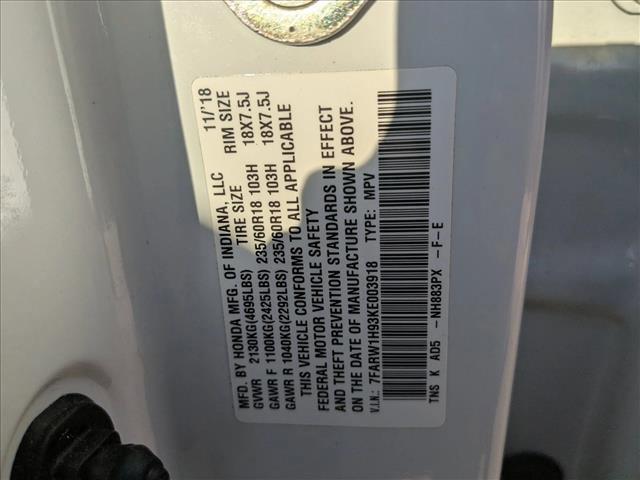 MFD. BY HONDA MFG. OF INDIANA, LLC 11/'18
TIRE SIZE RIM SIZE
GVWR 2130KG(4695LBS)
GAWR F 1100KG(2425LBS) 235/60R18 103H 18X7.5J
GAWR R 1040KG(2292LBS) 235/60R18 103H 18X7.5J
THIS VEHICLE CONFORMS TO ALL APPLICABLE
FEDERAL MOTOR VEHICLE SAFETY
AND THEFT PREVENTION STANDARDS IN EFFECT
ON THE DATE OF MANUFACTURE SHOWN ABOVE.
V.I.N.: 7FARW1H93KE003918 TYPE: MPV
TNS K A05 -NH883PX -F-E